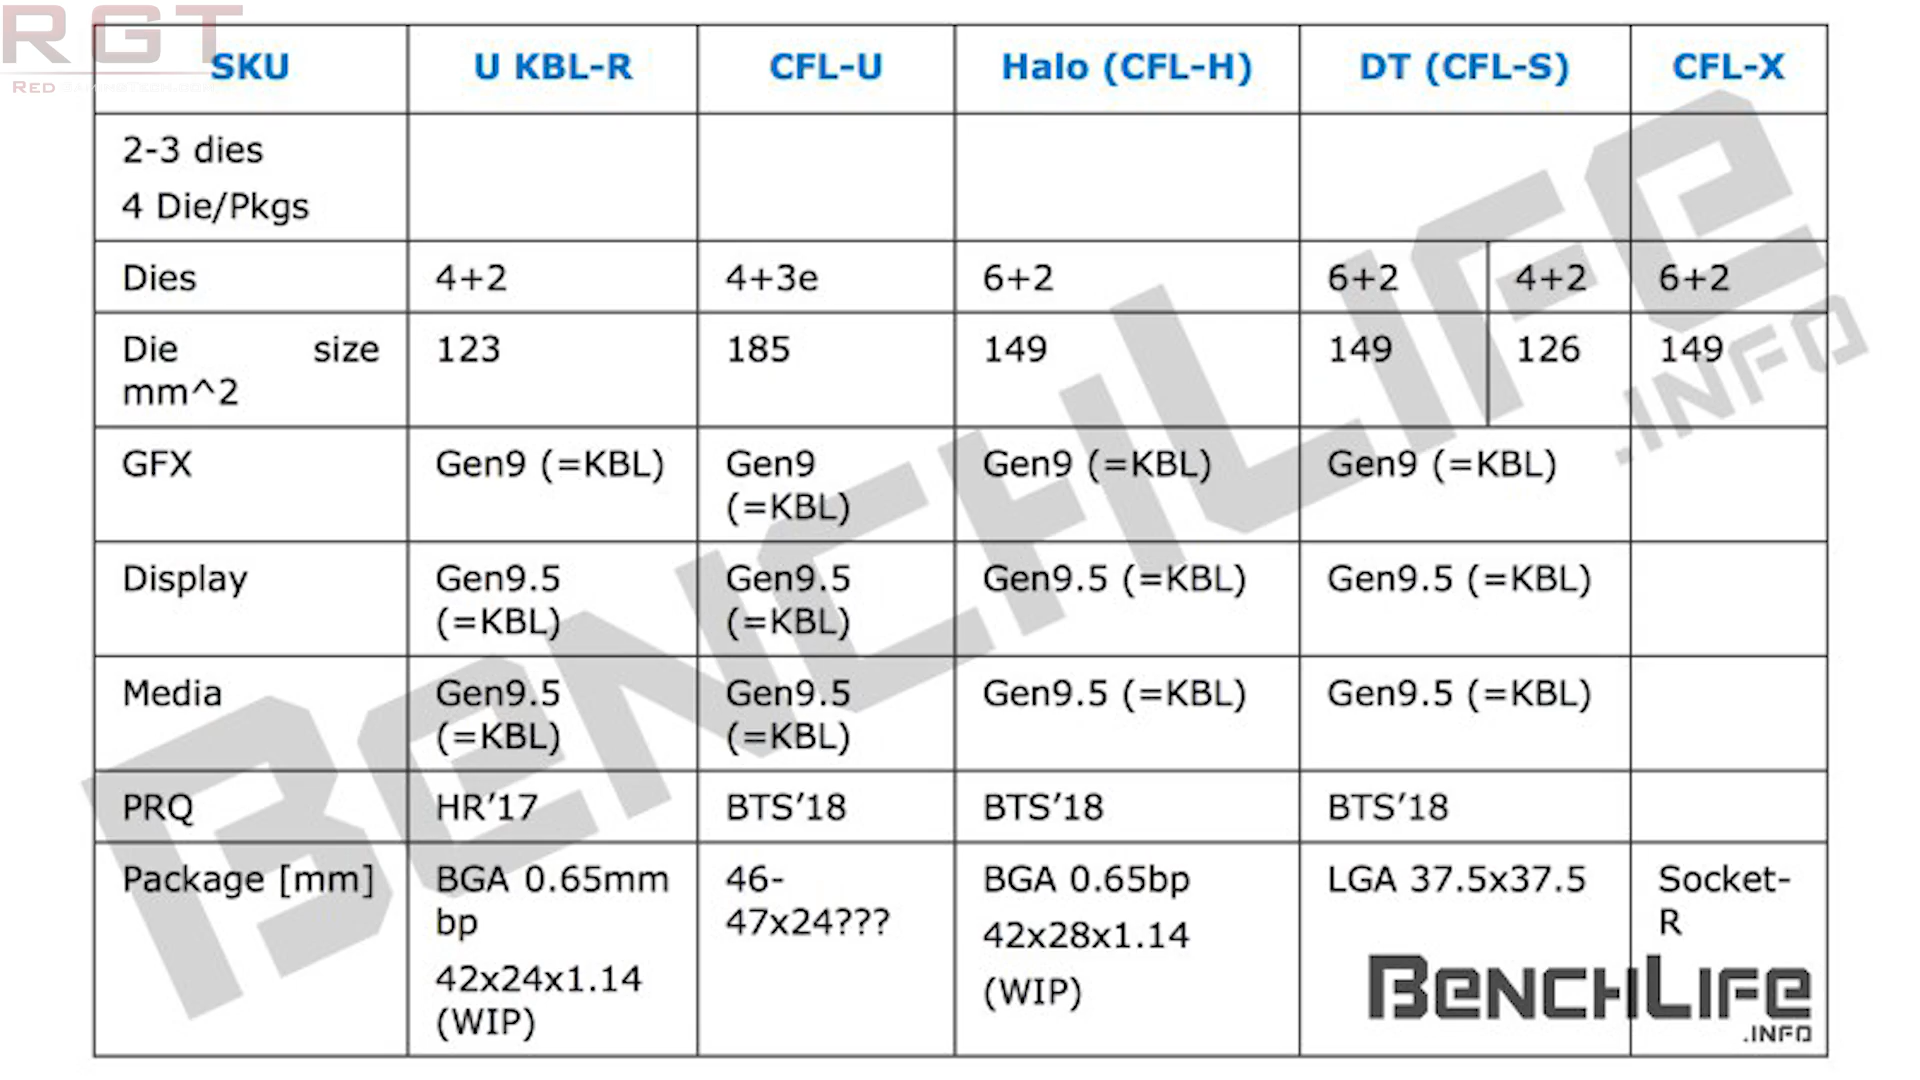 RGT
RED
SKU U KBL-R CFL-U Halo (CFL-H) DT (CFL-S) CFL-X
2-3 dies
4 Die/Pkgs
Dies 4+2 4+3e 6+2 6+2 4+2 6+2
Die size 123 185 149 149 126 149
mm^2
GFX Gen9 (=KBL) Gen9 Gen9 (=KBL) Gen9 (=KBL)
(=KBL)
Display Gen9.5 Gen9.5 Gen9.5 (=KBL) Gen9.5 (=KBL)
(=KBL) (=KBL)
Media Gen9.5 Gen9.5 Gen9.5 (=KBL) Gen9.5 (=KBL)
(=KBL) (=KBL)
PRQ HR’17 BTS’18 BTS’18 BTS’18
Package [mm] BGA 0.65mm 46- BGA 0.65bp LGA 37.5x37.5 Socket-
bp 47x24??? 42x28x1.14 R
42x24x1.14 (WIP)
(WIP)
BENCHLIFE
.INFO
BENCHLIFE
.INFO